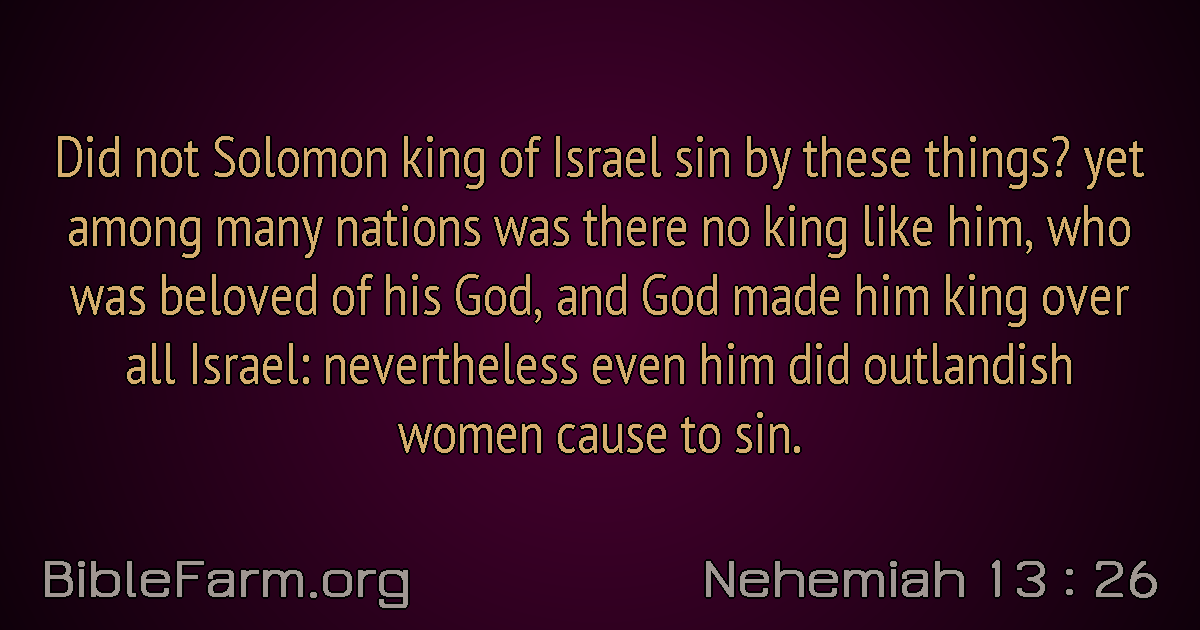 Did not Solomon king of Israel sin by these things? yet
among many nations was there no king like him, who
was beloved of his God, and God made him king over
all Israel: nevertheless even him did outlandish
women cause to sin.
BibleFarm.org
Nehemiah 13 : 26